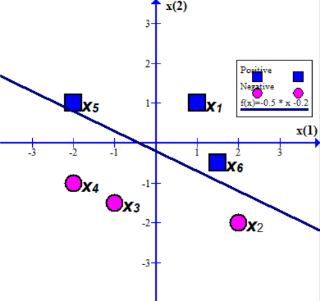 x(2)
3
Positive
Negative
f(x)=-0.5 * x -0.2
2
x5
x1
1
x(1)
-3
-2
-1
1
2
3
x6
x4
-1
x3
x2
-2
-3